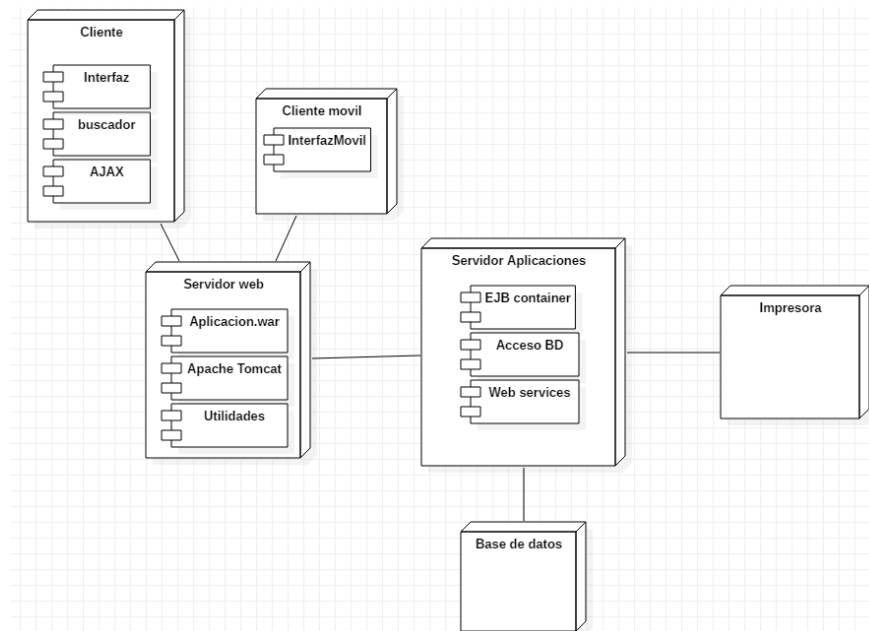 Cliente
Interfaz
buscador
AJAX
Cliente movil
InterfazMovil
Servidor web
Aplicacion.war
Apache Tomcat
Utilidades
Servidor Aplicaciones
EJB container
Acceso BD
Web services
Impresora
Base de datos